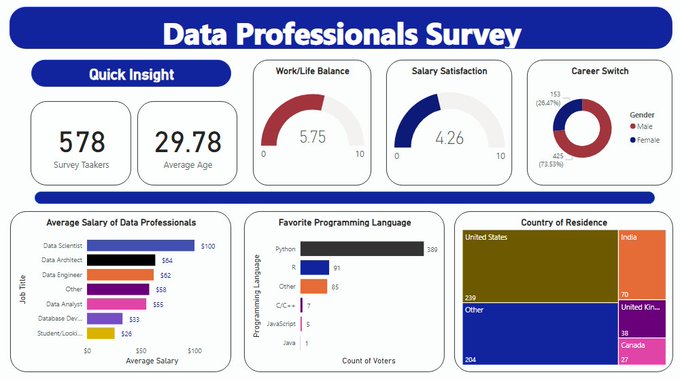 Data Professionals Survey
Quick Insight
578
Survey Taakers
29.78
Average Age
Work/Life Balance
5.75
0
10
Salary Satisfaction
4.26
0
10
Career Switch
153
(26.47%)
425
(73.53%)
Gender
Male
Female
Average Salary of Data Professionals
Job Title
Data Scientist
$100
Data Architect
$64
Data Engineer
$62
Other
$58
Data Analyst
$55
Database Dev...
$33
Student/Looki...
$26
$0
$50
$100
Average Salary
Favorite Programming Language
Programming Language
Python
389
R
91
Other
85
C/C++
7
JavaScript
5
Java
1
Count of Voters
Country of Residence
United States
239
Other
204
India
70
United Kin...
38
Canada
27